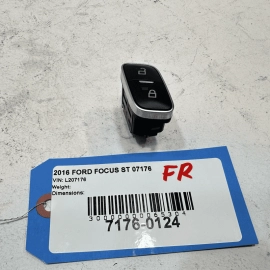 2016 FORD FOCUS ST 07176
FR
VIN: L207176
Weight:
Dimensions:
7176-0124